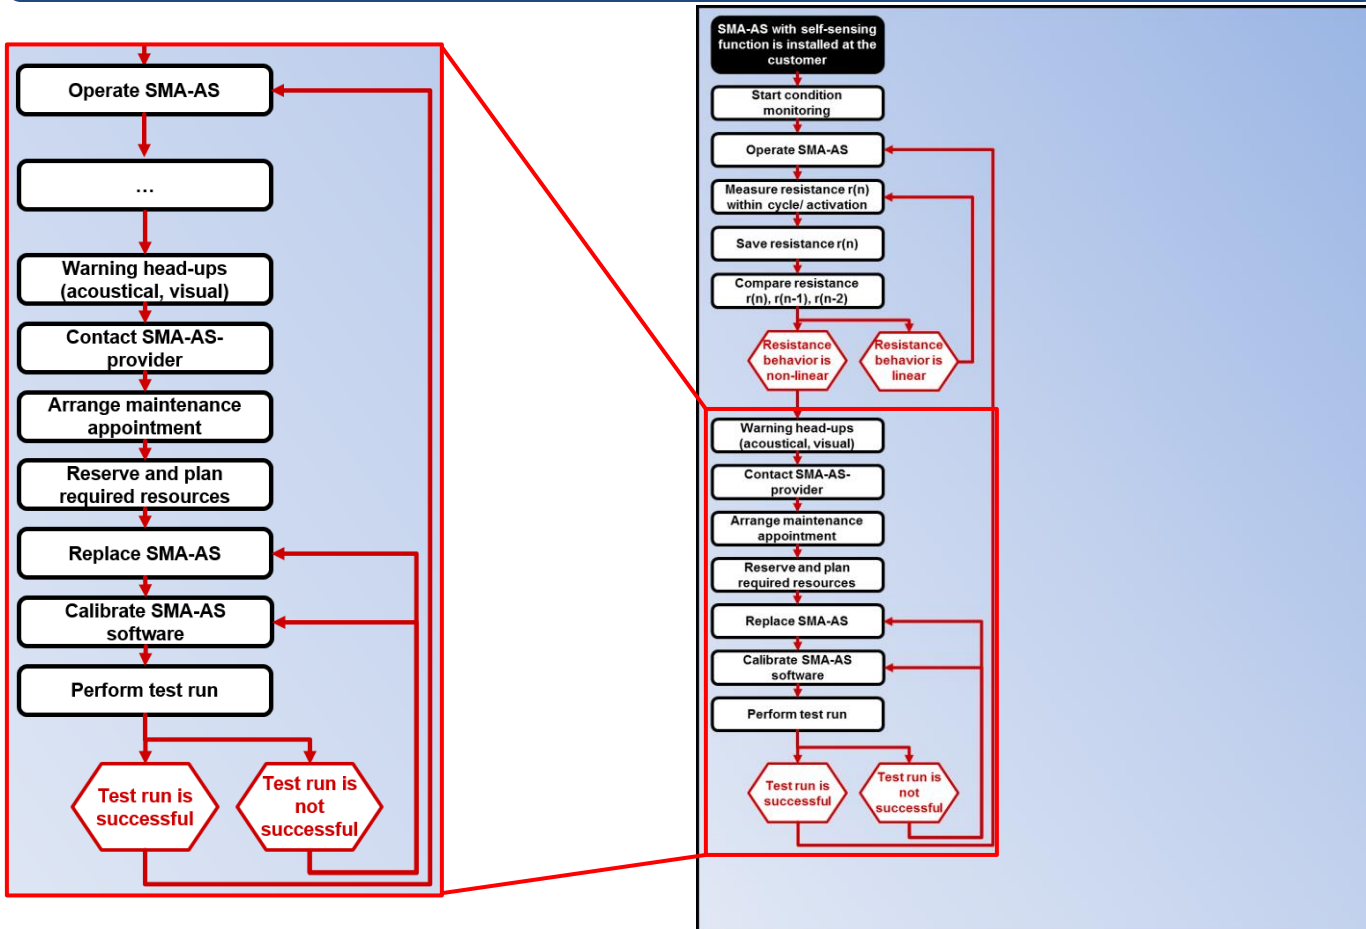 Operate SMA-AS
...
Warning head-ups
(acoustical, visual)
Contact SMA-AS-
provider
Arrange maintenance
appointment
Reserve and plan
required resources
Replace SMA-AS
Calibrate SMA-AS
software
Perform test run
Test run is
successful
Test run is
not
successful
SMA-AS with self-sensing
function is installed at the
customer
Start condition
monitoring
Operate SMA-AS
Measure resistance r(n)
within cycle/ activation
Save resistance r(n)
Compare resistance
r(n), r(n-1), r(n-2)
Resistance
behavior is
non-linear
Resistance
behavior is
linear
Warning head-ups
(acoustical, visual)
Contact SMA-AS-
provider
Arrange maintenance
appointment
Reserve and plan
required resources
Replace SMA-AS
Calibrate SMA-AS
software
Perform test run
Test run is
successful
Test run is
not
successful